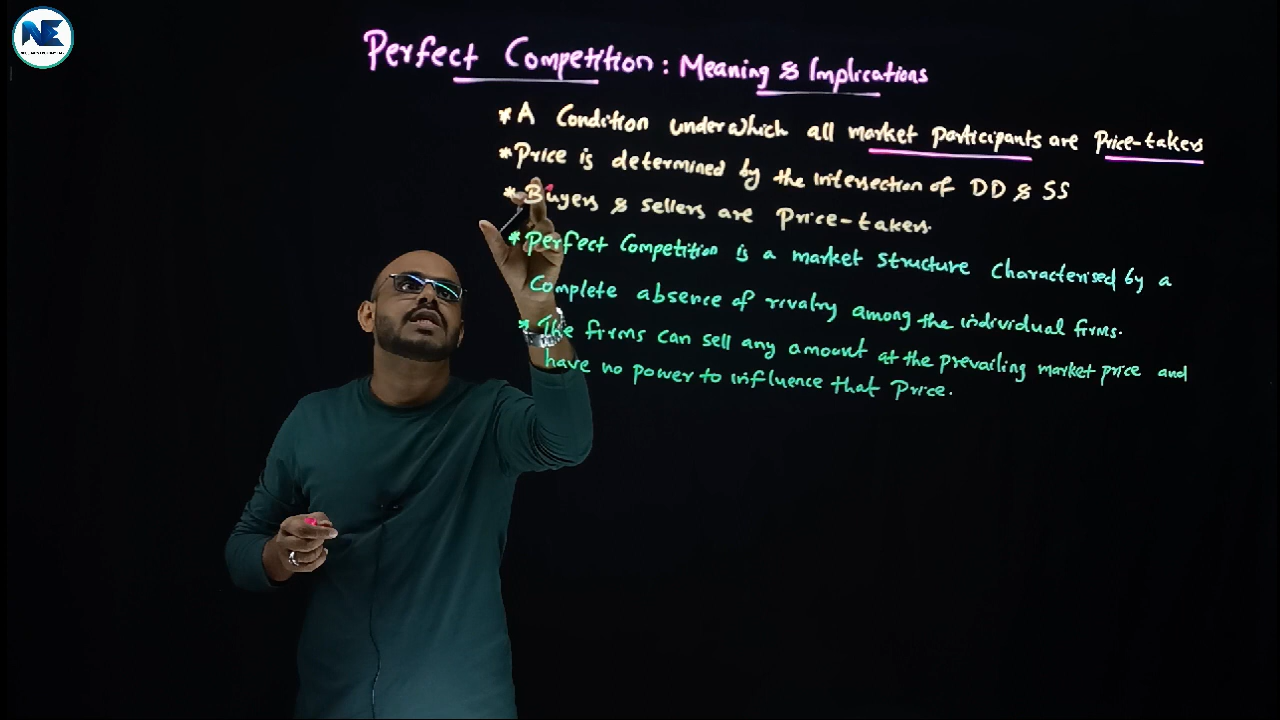 NE
Perfect Competition : Meaning & Implications
* A Condition under which all market participants are Price-takers
* Price is determined by the intersection of DD & SS
* Buyers & sellers are Price-takers.
* Perfect Competition is a market structure characterised by a
Complete absence of rivalry among the individual firms.
* The firms can sell any amount at the prevailing market price and
have no power to influence that Price.